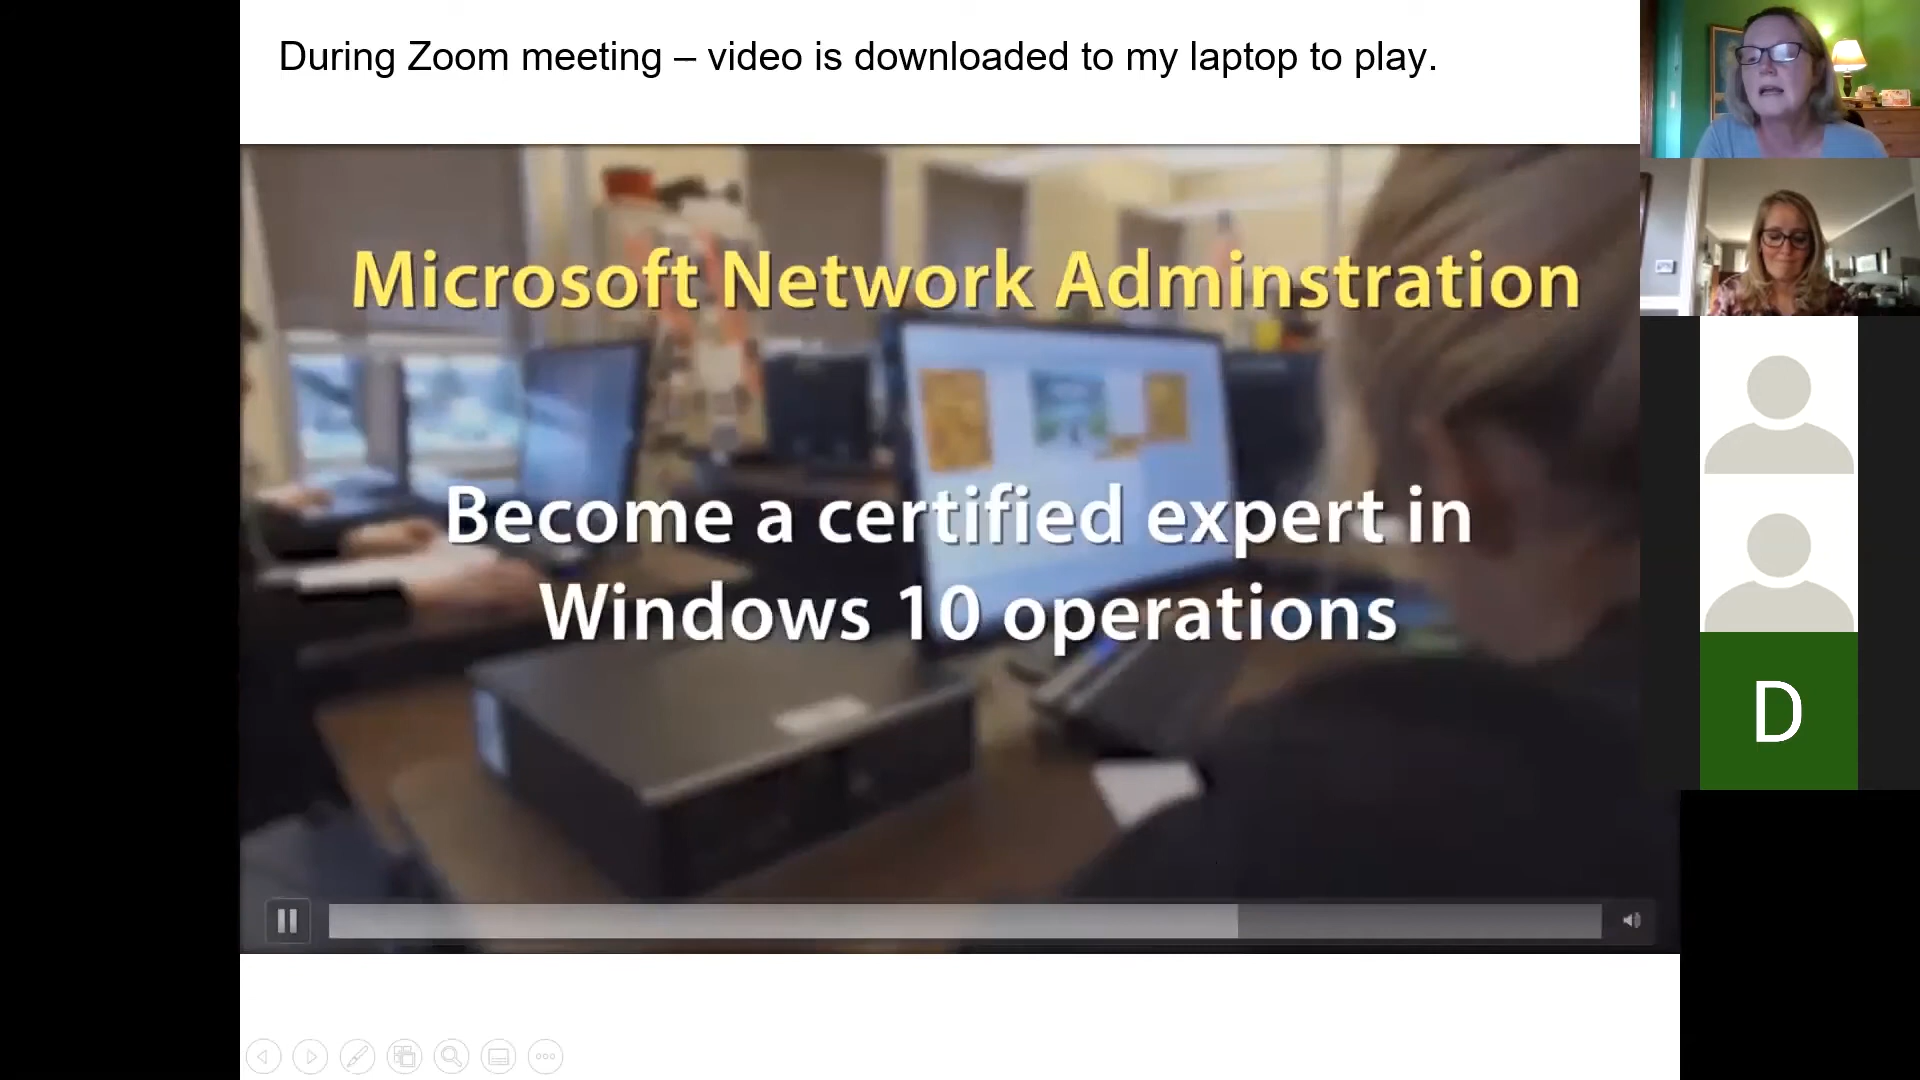 During Zoom meeting – video is downloaded to my laptop to play.
Microsoft Network Adminstration
Become a certified expert in
Windows 10 operations
D